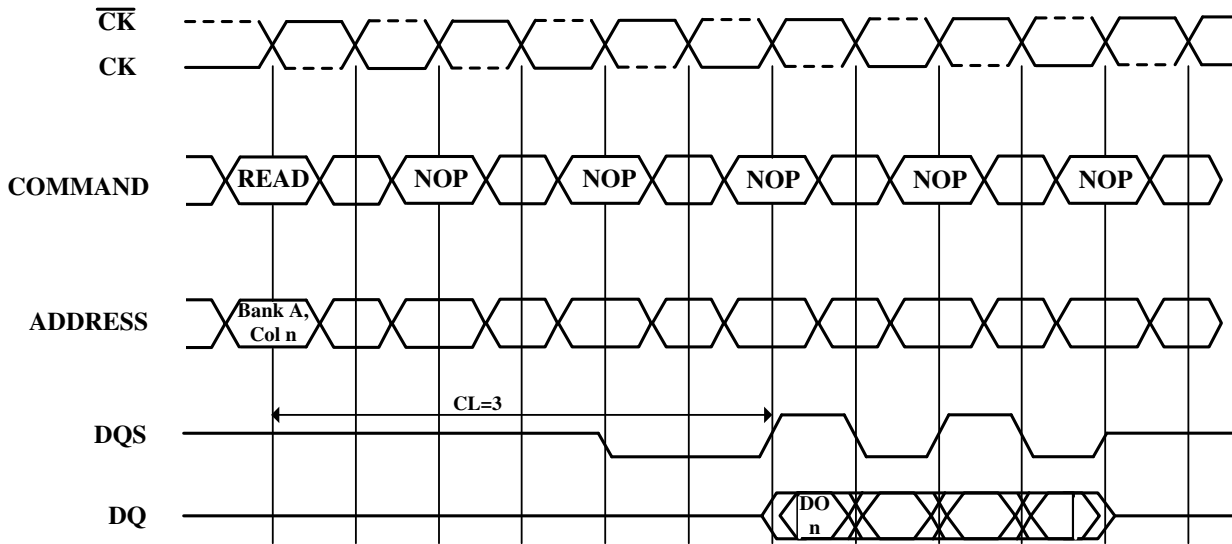 CK
CK
COMMAND READ NOP NOP NOP NOP NOP
ADDRESS Bank A,
Col n
CL=3
DQS
DQ DO
n